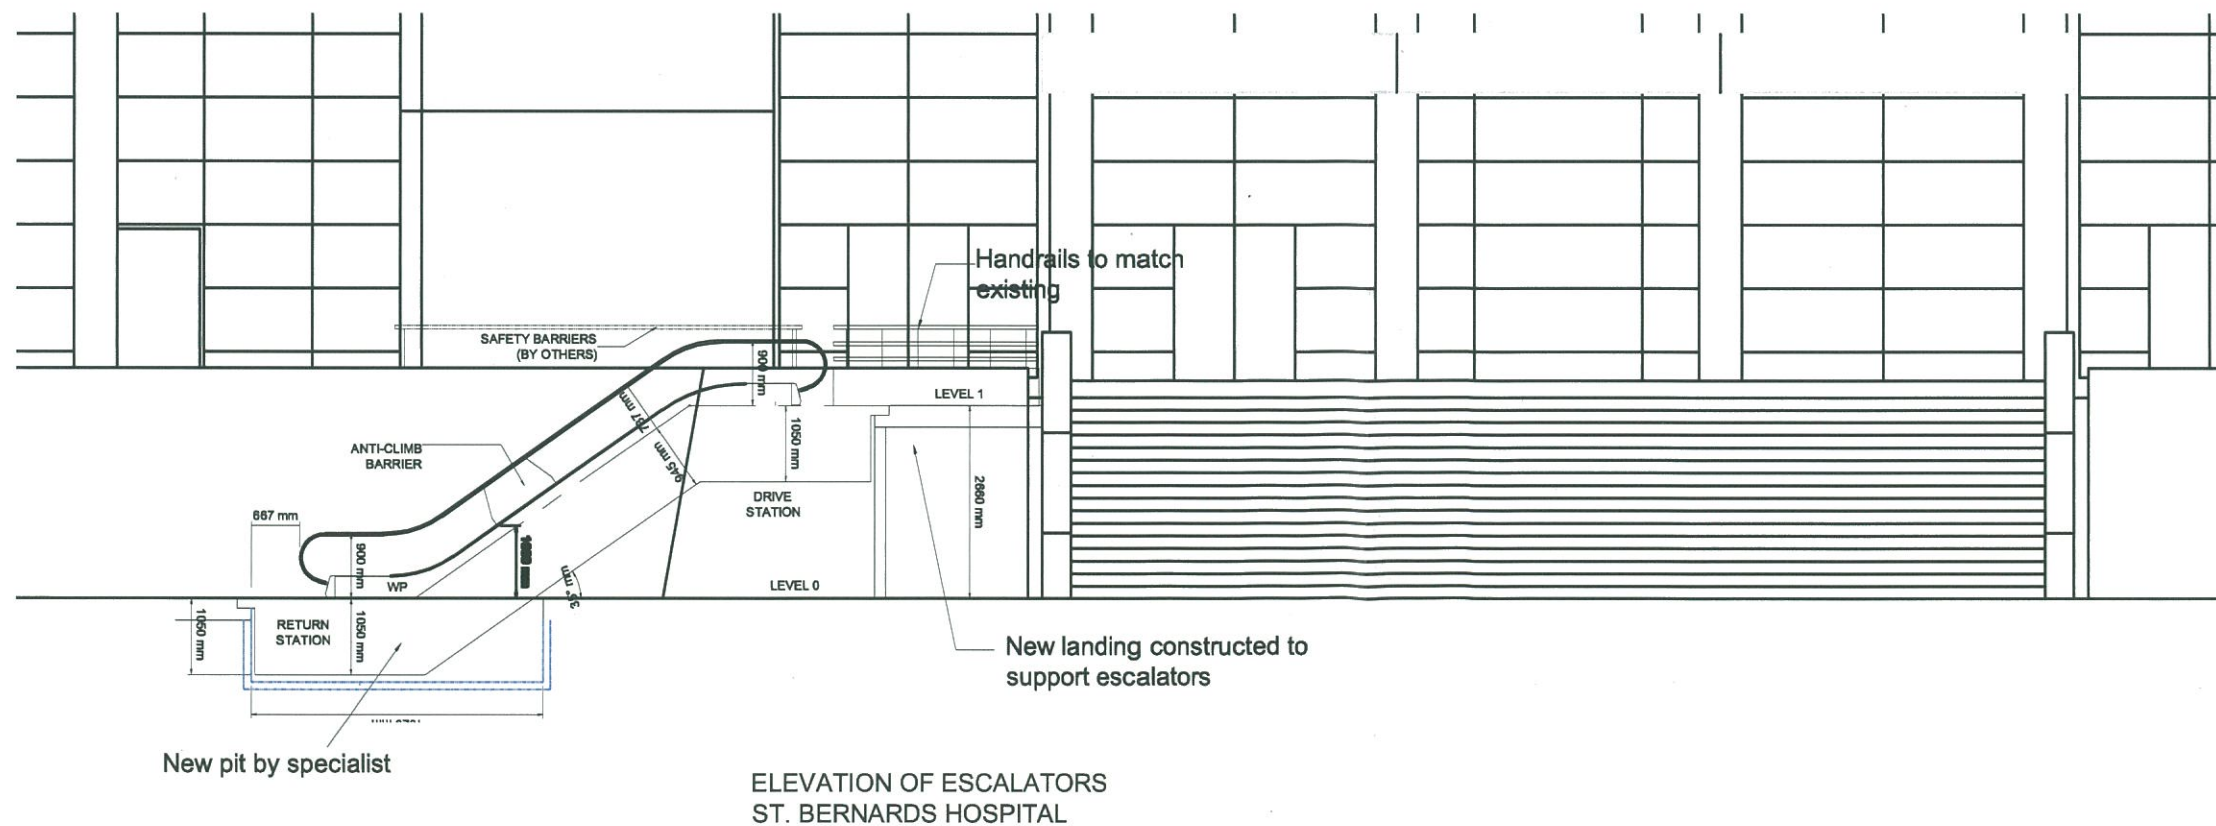 Handrails to match
existing
SAFETY BARRIERS
(BY OTHERS)
900 mm
LEVEL 1
1050 mm
945 mm
ANTI-CLIMB
BARRIER
2660 mm
DRIVE
STATION
667 mm
900 mm
WP
35° mm
LEVEL 0
1050 mm
RETURN
STATION
1050 mm
New landing constructed to
support escalators
New pit by specialist
ELEVATION OF ESCALATORS
ST. BERNARDS HOSPITAL